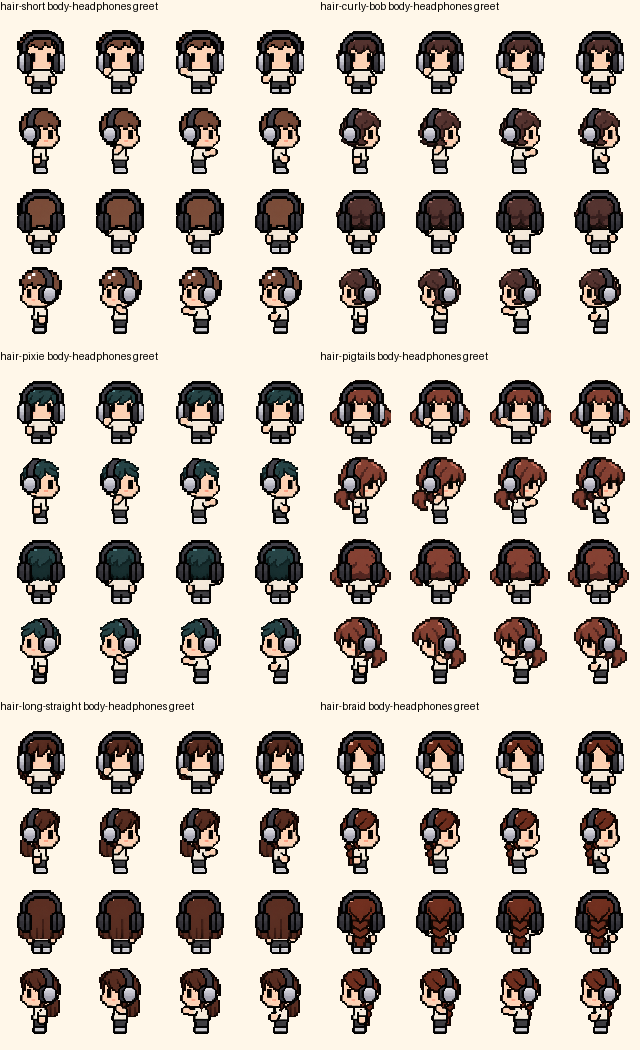 hair-short body-headphones greet
hair-curly-bob body-headphones greet
hair-pixie body-headphones greet
hair-pigtails body-headphones greet
hair-long-straight body-headphones greet
hair-braid body-headphones greet